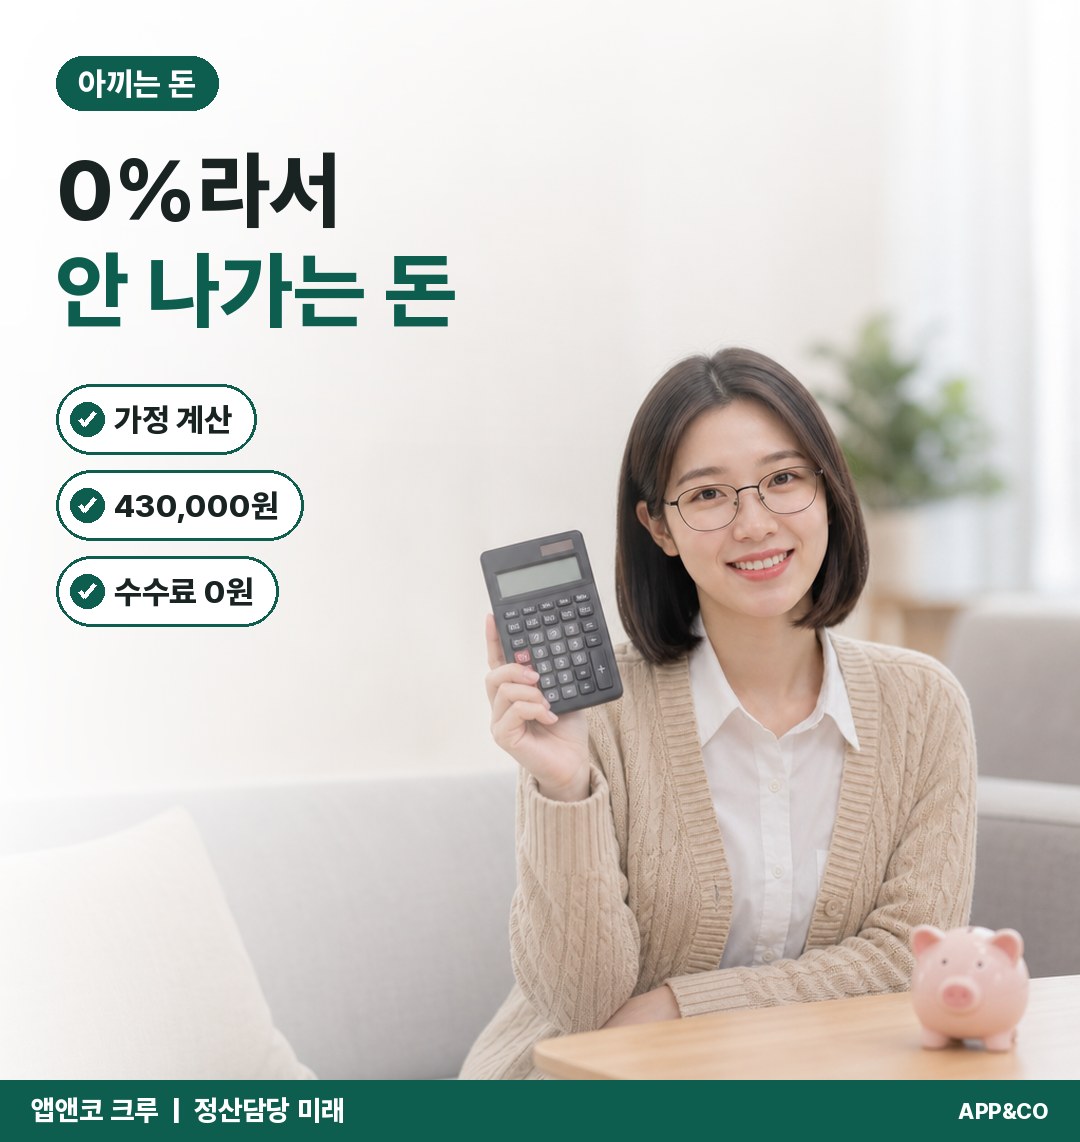 아끼는 돈
0%라서
안 나가는 돈
가정 계산
430,000원
수수료 0원
앱앤코 크루 | 정산담당 미래
APP&CO